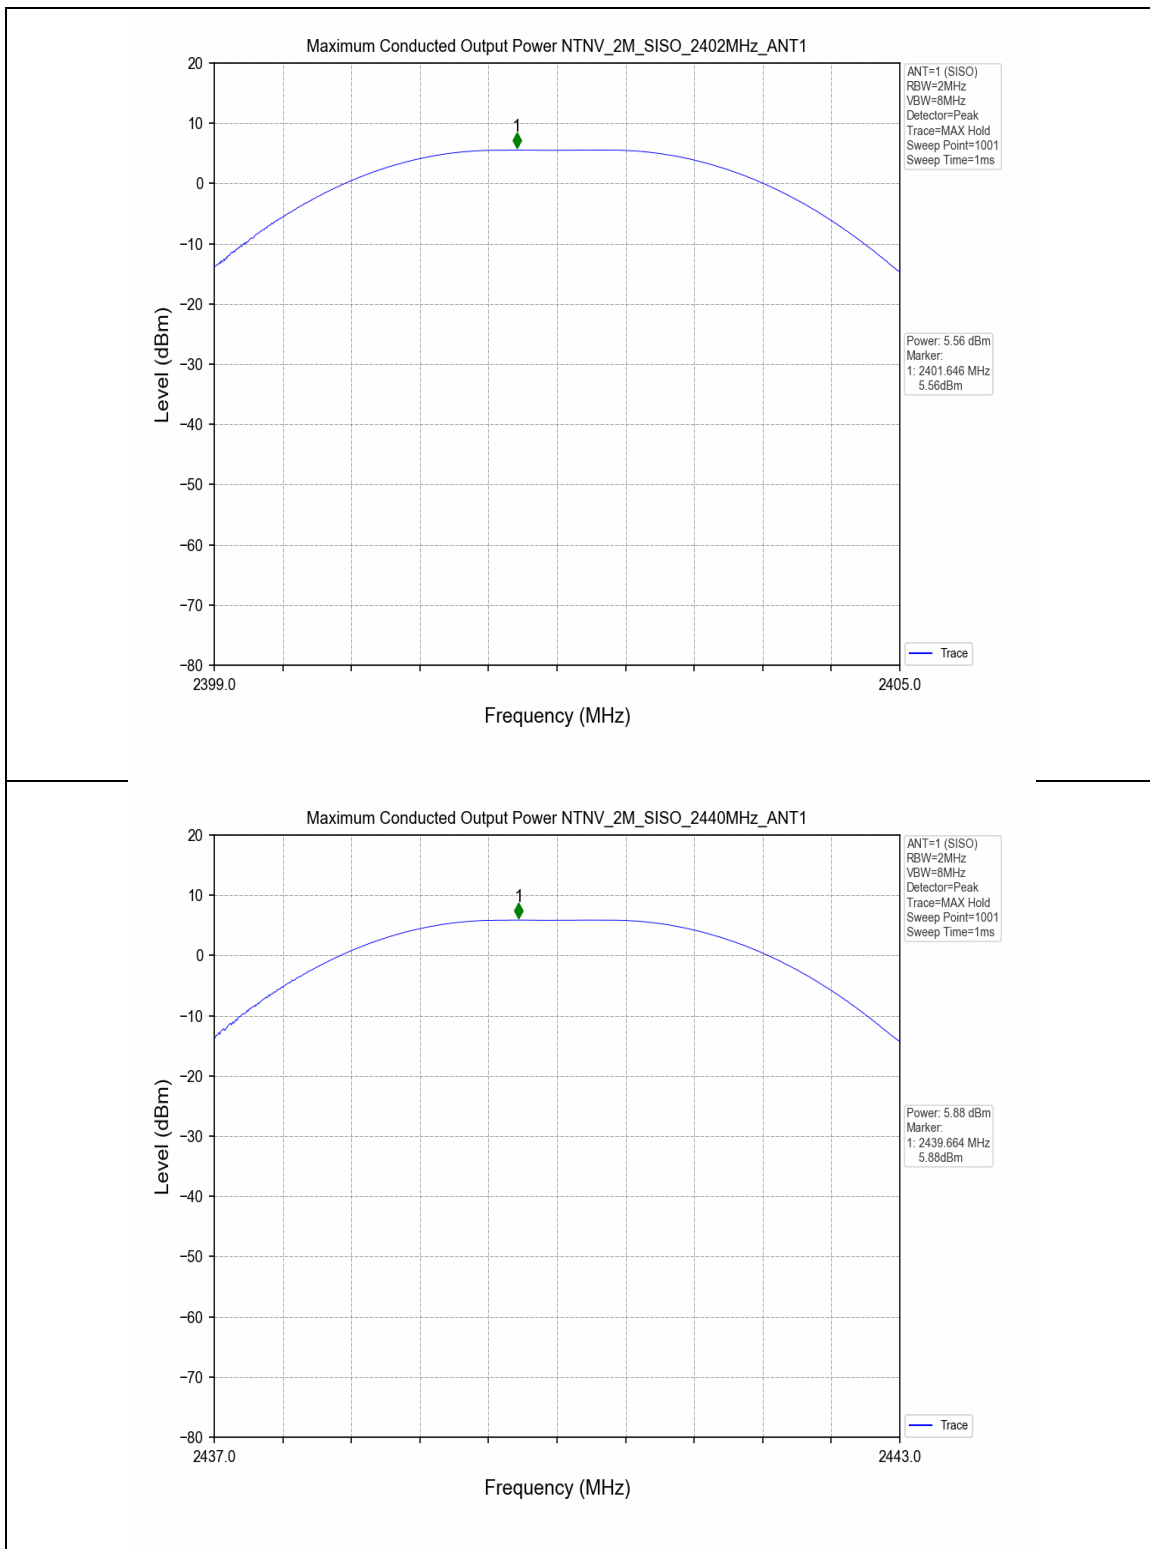 Maximum Conducted Output Power NTNV_2M_SISO_2402MHz_ANT1
20
10
0
−10
−20
−30
−40
−50
−60
−70
−80
Level (dBm)
1
2399.0
2405.0
Frequency (MHz)
ANT=1 (SISO)
RBW=2MHz
VBW=8MHz
Detector=Peak
Trace=MAX Hold
Sweep Point=1001
Sweep Time=1ms
Power: 5.56 dBm
Marker:
1: 2401.646 MHz
5.56dBm
Trace
Maximum Conducted Output Power NTNV_2M_SISO_2440MHz_ANT1
20
10
0
−10
−20
−30
−40
−50
−60
−70
−80
Level (dBm)
1
2437.0
2443.0
Frequency (MHz)
ANT=1 (SISO)
RBW=2MHz
VBW=8MHz
Detector=Peak
Trace=MAX Hold
Sweep Point=1001
Sweep Time=1ms
Power: 5.88 dBm
Marker:
1: 2439.664 MHz
5.88dBm
Trace